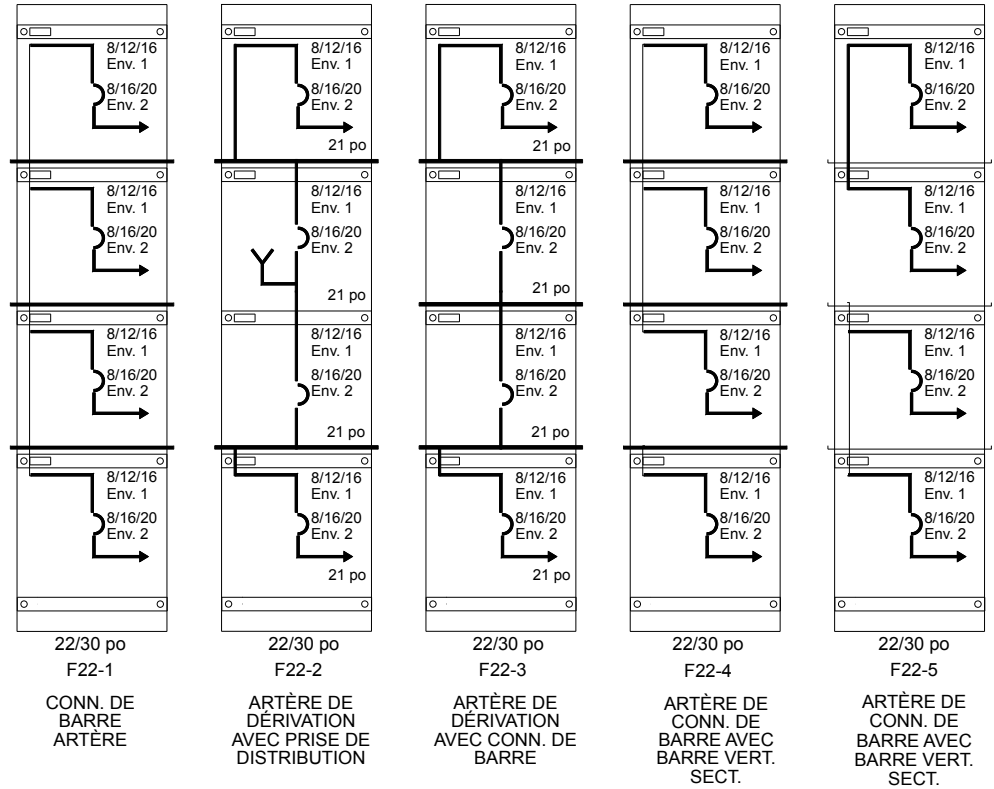 8/12/16
Env. 1
8/16/20
Env. 2
8/12/16
Env. 1
8/16/20
Env. 2
8/12/16
Env. 1
8/16/20
Env. 2
8/12/16
Env. 1
8/16/20
Env. 2
22/30 po
F22-1
CONN. DE
BARRE
ARTÈRE
8/12/16
Env. 1
8/16/20
Env. 2
21 po
8/12/16
Env. 1
8/16/20
Env. 2
21 po
8/12/16
Env. 1
8/16/20
Env. 2
21 po
8/12/16
Env. 1
8/16/20
Env. 2
21 po
22/30 po
F22-2
ARTÈRE DE
DÉRIVATION
AVEC PRISE DE
DISTRIBUTION
8/12/16
Env. 1
8/16/20
Env. 2
21 po
8/12/16
Env. 1
8/16/20
Env. 2
21 po
8/12/16
Env. 1
8/16/20
Env. 2
21 po
8/12/16
Env. 1
8/16/20
Env. 2
21 po
22/30 po
F22-3
ARTÈRE DE
DÉRIVATION
AVEC CONN. DE
BARRE
8/12/16
Env. 1
8/16/20
Env. 2
8/12/16
Env. 1
8/16/20
Env. 2
8/12/16
Env. 1
8/16/20
Env. 2
8/12/16
Env. 1
8/16/20
Env. 2
22/30 po
F22-4
ARTÈRE DE
CONN. DE
BARRE AVEC
BARRE VERT.
SECT.
8/12/16
Env. 1
8/16/20
Env. 2
8/12/16
Env. 1
8/16/20
Env. 2
8/12/16
Env. 1
8/16/20
Env. 2
8/12/16
Env. 1
8/16/20
Env. 2
22/30 po
F22-5
ARTÈRE DE
CONN. DE
BARRE AVEC
BARRE VERT.
SECT.